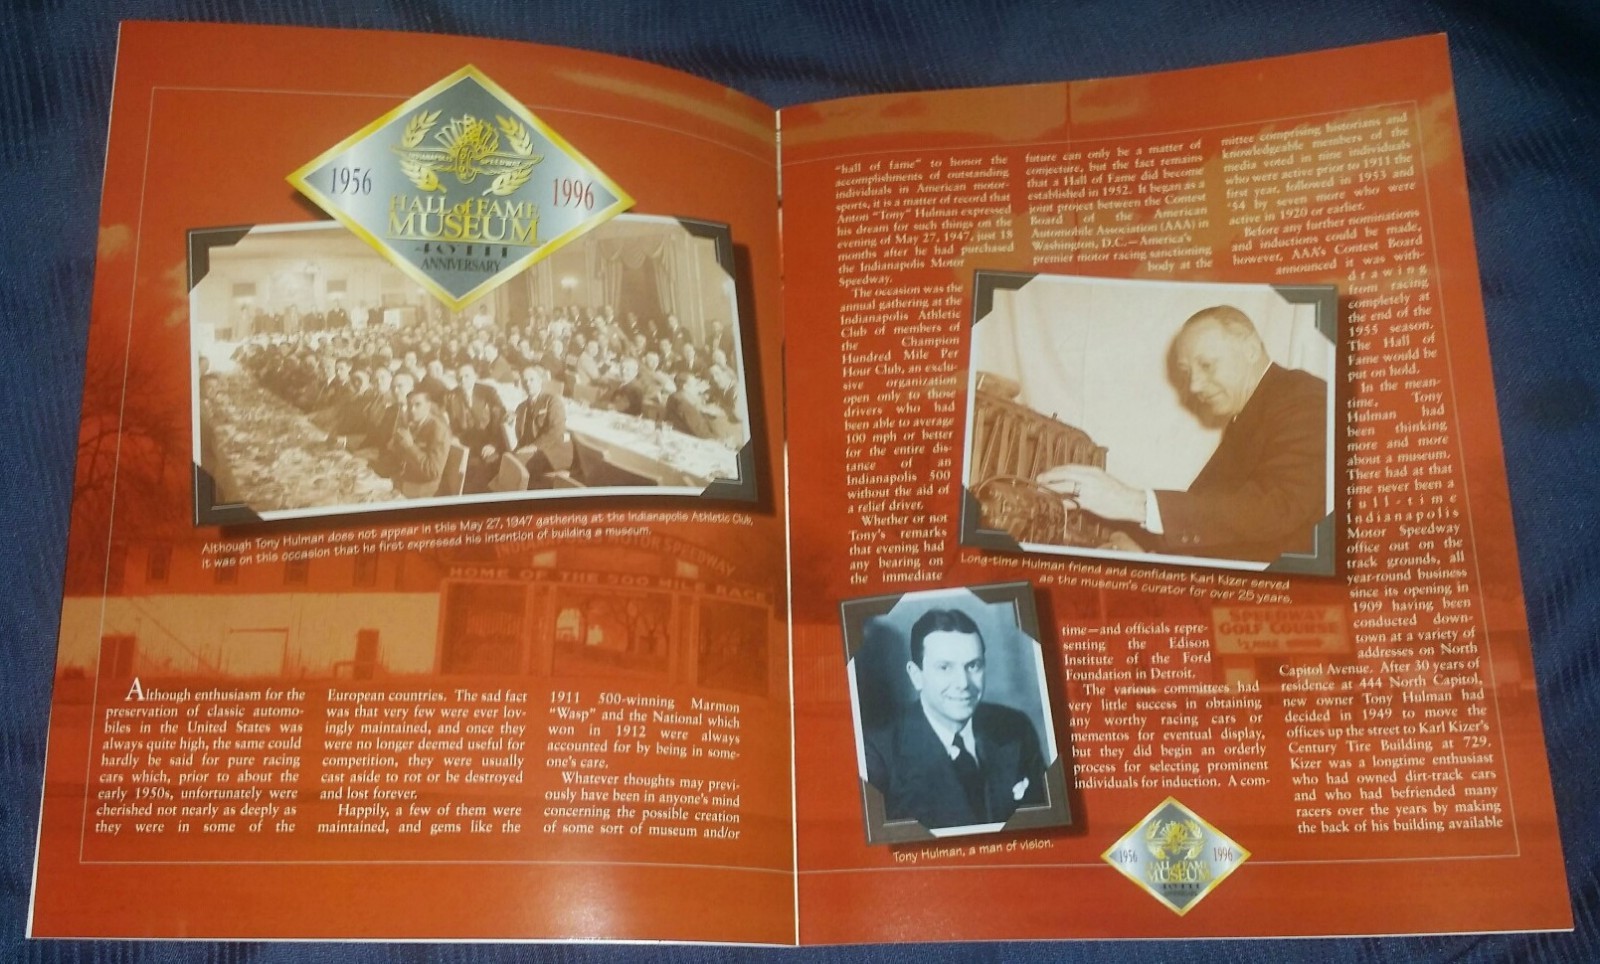 1956
INDIANAPOLIS SPEEDWAY
1996
HALL of FAME
MUSEUM
40TH
ANNIVERSARY
Although Tony Hulman does not appear in this May 27, 1947 gathering at the Indianapolis Athletic Club,
it was on this occasion that he first expressed his intention of building a museum.
HOME OF THE 500 MILE RACE
Although enthusiasm for the
preservation of classic automo-
biles in the United States was
always quite high, the same could
hardly be said for pure racing
cars which, prior to about the
early 1950s, unfortunately were
cherished not nearly as deeply as
they were in some of the
European countries. The sad fact
was that very few were ever lov-
ingly maintained, and once they
were no longer deemed useful for
competition, they were usually
cast aside to rot or be destroyed
and lost forever.
Happily, a few of them were
maintained, and gems like the
1911 500-winning Marmon
"Wasp" and the National which
won in 1912 were always
accounted for by being in some-
one's care.
Whatever thoughts may previ-
ously have been in anyone's mind
concerning the possible creation
of some sort of museum and/or
"hall of fame" to honor the
accomplishments of outstanding
individuals in American motor-
sports, it is a matter of record that
Anton "Tony" Hulman expressed
his dream for such things on the
evening of May 27, 1947, just 18
months after he had purchased
the Indianapolis Motor
Speedway.
The occasion was the
annual gathering at the
Indianapolis Athletic
Club of members of
the Champion
Hundred Mile Per
Hour Club, an exclu-
sive organization
open only to those
drivers who had
been able to average
100 mph or better
for the entire dis-
tance of an
Indianapolis 500
without the aid of
a relief driver.
Whether or not
Tony's remarks
that evening had
any bearing on
the immediate
future can only be a matter of
conjecture, but the fact remains
that a Hall of Fame did become
established in 1952. It began as a
joint project between the Contest
Board of the American
Automobile Association (AAA) in
Washington, D.C.—America's
premier motor racing sanctioning
body at the
Long-time Hulman friend and confidant Karl Kizer served
as the museum's curator for over 25 years.
time—and officials repre-
senting the Edison
Institute of the Ford
Foundation in Detroit.
The various committees had
very little success in obtaining
any worthy racing cars or
mementos for eventual display,
but they did begin an orderly
process for selecting prominent
individuals for induction. A com-
Tony Hulman, a man of vision.
mittee comprising historians and
knowledgeable members of the
media voted in nine individuals
who were active prior to 1911 the
first year, followed in 1953 and
'54 by seven more who were
active in 1920 or earlier.
Before any further nominations
and inductions could be made,
however, AAA's Contest Board
announced it was with-
drawing
from racing
completely at
the end of the
1955 season.
The Hall of
Fame would be
put on hold.
In the mean-
time, Tony
Hulman had
been thinking
more and more
about a museum.
There had at that
time never been a
full-time
Indianapolis
Motor Speedway
office out on the
track grounds, all
year-round business
since its opening in
1909 having been
conducted down-
town at a variety of
addresses on North
Capitol Avenue. After 30 years of
residence at 444 North Capitol,
new owner Tony Hulman had
decided in 1949 to move the
offices up the street to Karl Kizer's
Century Tire Building at 729.
Kizer was a longtime enthusiast
who had owned dirt-track cars
and who had befriended many
racers over the years by making
the back of his building available
SPEEDWAY
GOLF COURSE
1956
1996
HALL of FAME
MUSEUM
40TH